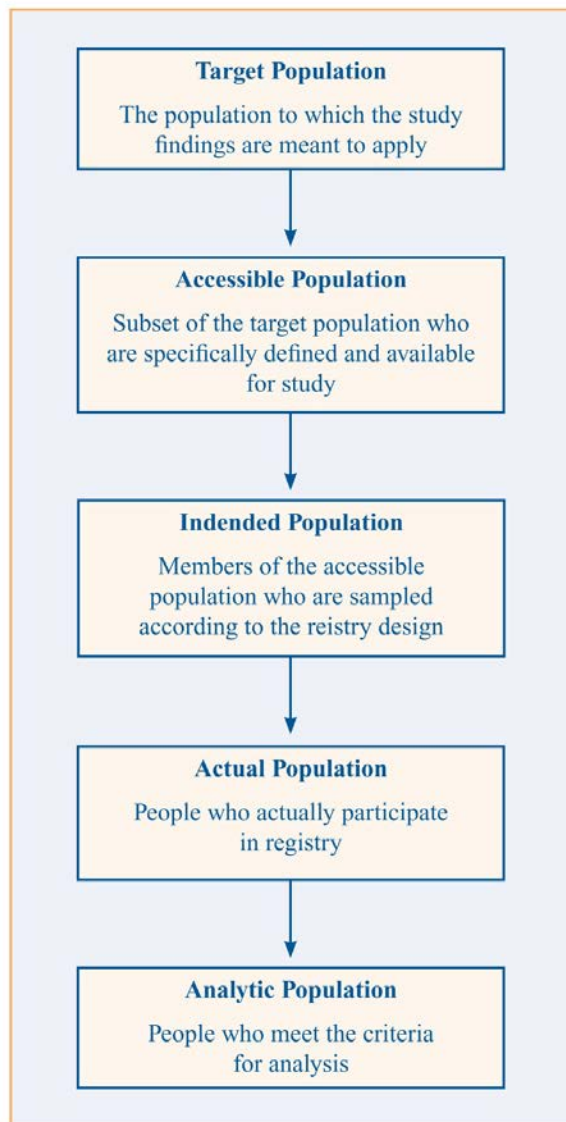 Target Population
The population to which the study
findings are meant to apply
Accessible Population
Subset of the target population who
are specifically defined and available
for study
Indended Population
Members of the accessible
population who are sampled
according to the reistry design
Actual Population
People who actually participate
in registry
Analytic Population
People who meet the criteria
for analysis